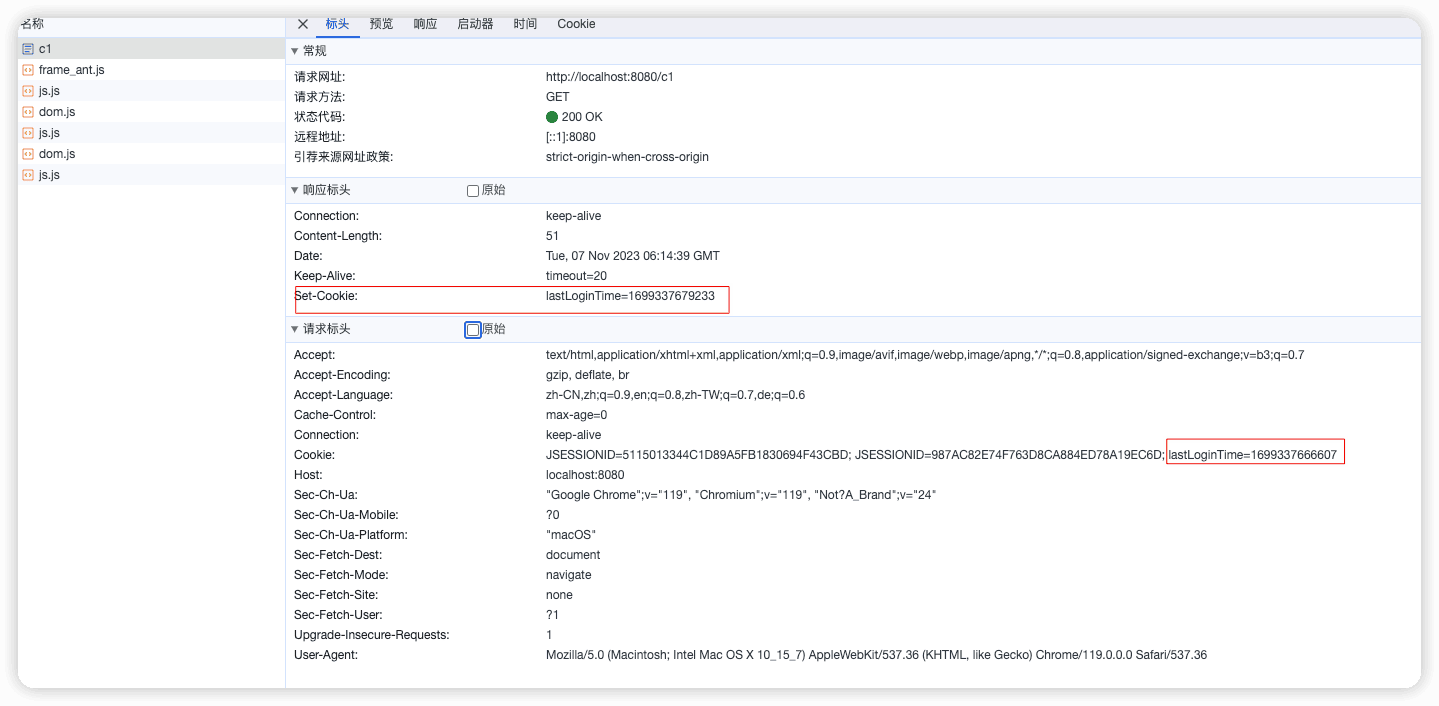 名称
标头 预览 响应 启动器 时间 Cookie
c1
frame_ant.js
js.js
dom.js
js.js
dom.js
js.js
常规
请求网址: http://localhost:8080/c1
请求方法: GET
状态代码: 200 OK
远程地址: [::1]:8080
引荐来源网址政策: strict-origin-when-cross-origin
响应标头 原始
Connection: keep-alive
Content-Length: 51
Date: Tue, 07 Nov 2023 06:14:39 GMT
Keep-Alive: timeout=20
Set-Cookie: lastLoginTime=1699337679233
请求标头 原始
Accept: text/html,application/xhtml+xml,application/xml;q=0.9,image/avif,image/webp,image/apng,*/*;q=0.8,application/signed-exchange;v=b3;q=0.7
Accept-Encoding: gzip, deflate, br
Accept-Language: zh-CN,zh;q=0.9,en;q=0.8,zh-TW;q=0.7,de;q=0.6
Cache-Control: max-age=0
Connection: keep-alive
Cookie: JSESSIONID=5115013344C1D89A5FB1830694F43CBD; JSESSIONID=987AC82E74F763D8CA884ED78A19EC6D; lastLoginTime=1699337666607
Host: localhost:8080
Sec-Ch-Ua: "Google Chrome";v="119", "Chromium";v="119", "Not?A_Brand";v="24"
Sec-Ch-Ua-Mobile: ?0
Sec-Ch-Ua-Platform: "macOS"
Sec-Fetch-Dest: document
Sec-Fetch-Mode: navigate
Sec-Fetch-Site: none
Sec-Fetch-User: ?1
Upgrade-Insecure-Requests: 1
User-Agent: Mozilla/5.0 (Macintosh; Intel Mac OS X 10_15_7) AppleWebKit/537.36 (KHTML, like Gecko) Chrome/119.0.0.0 Safari/537.36